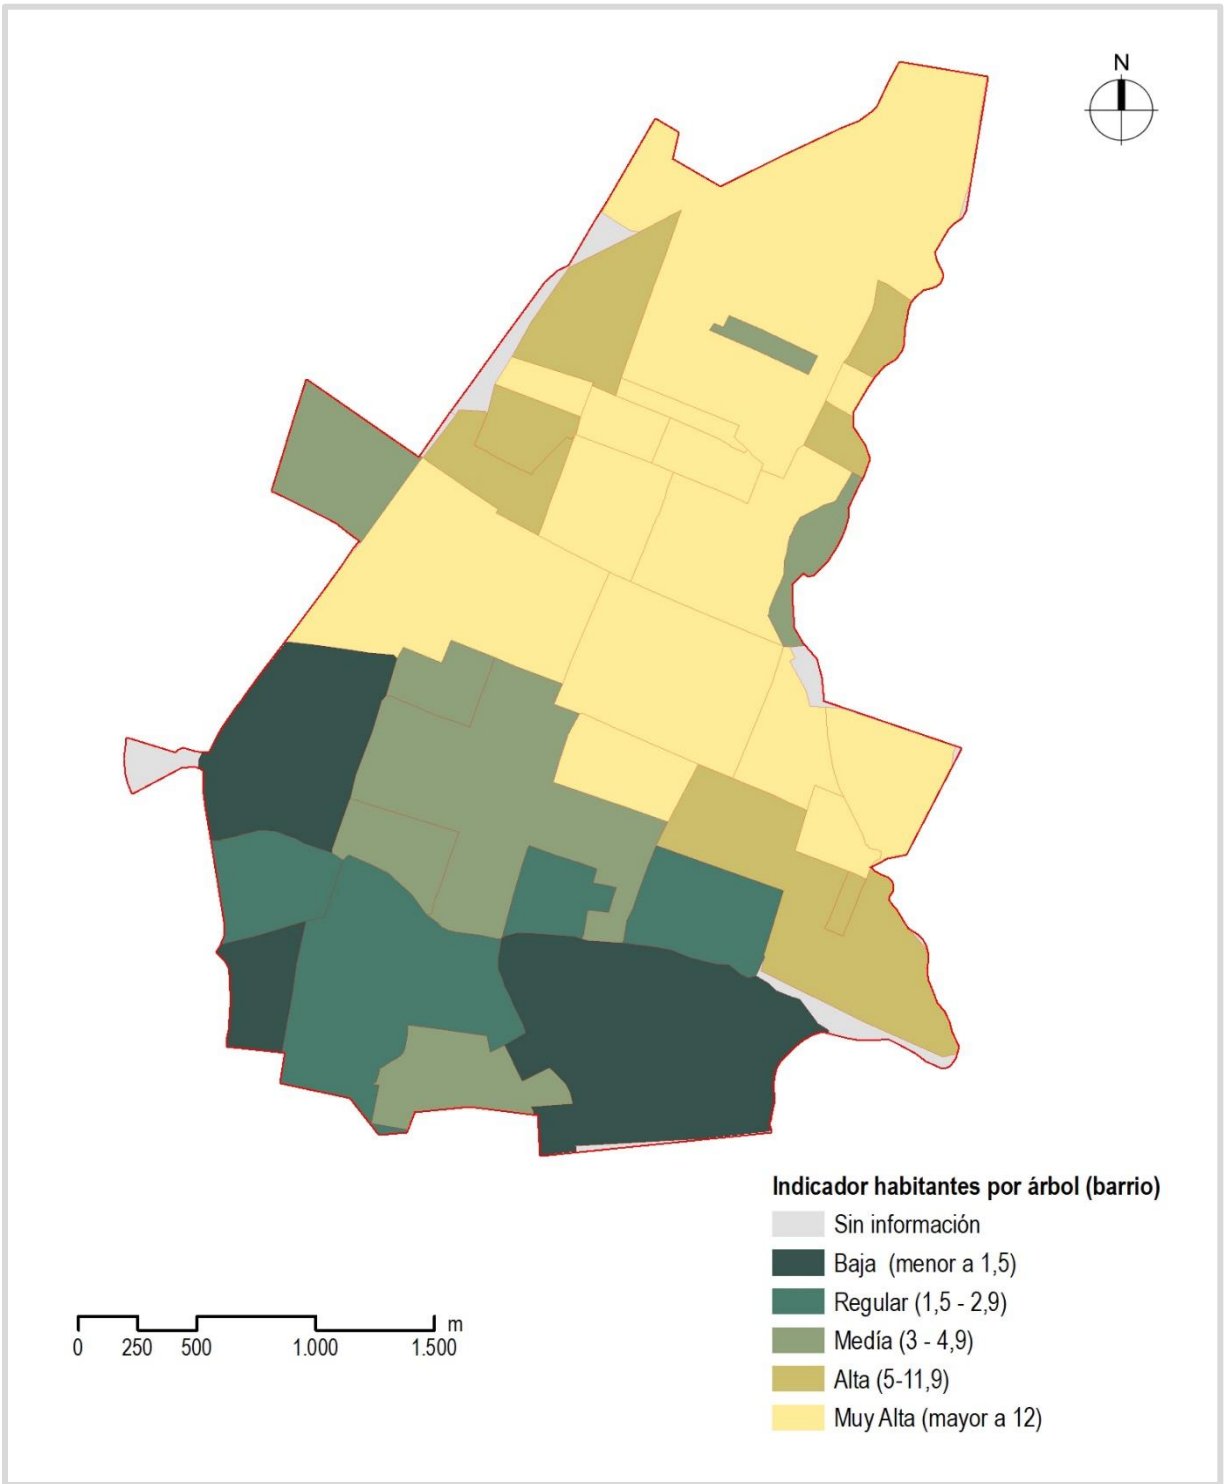 N
Indicador habitantes por árbol (barrio)
Sin información
Baja (menor a 1,5)
Regular (1,5 - 2,9)
Medía (3 - 4,9)
Alta (5-11,9)
Muy Alta (mayor a 12)
m
0 250 500 1.000 1.500